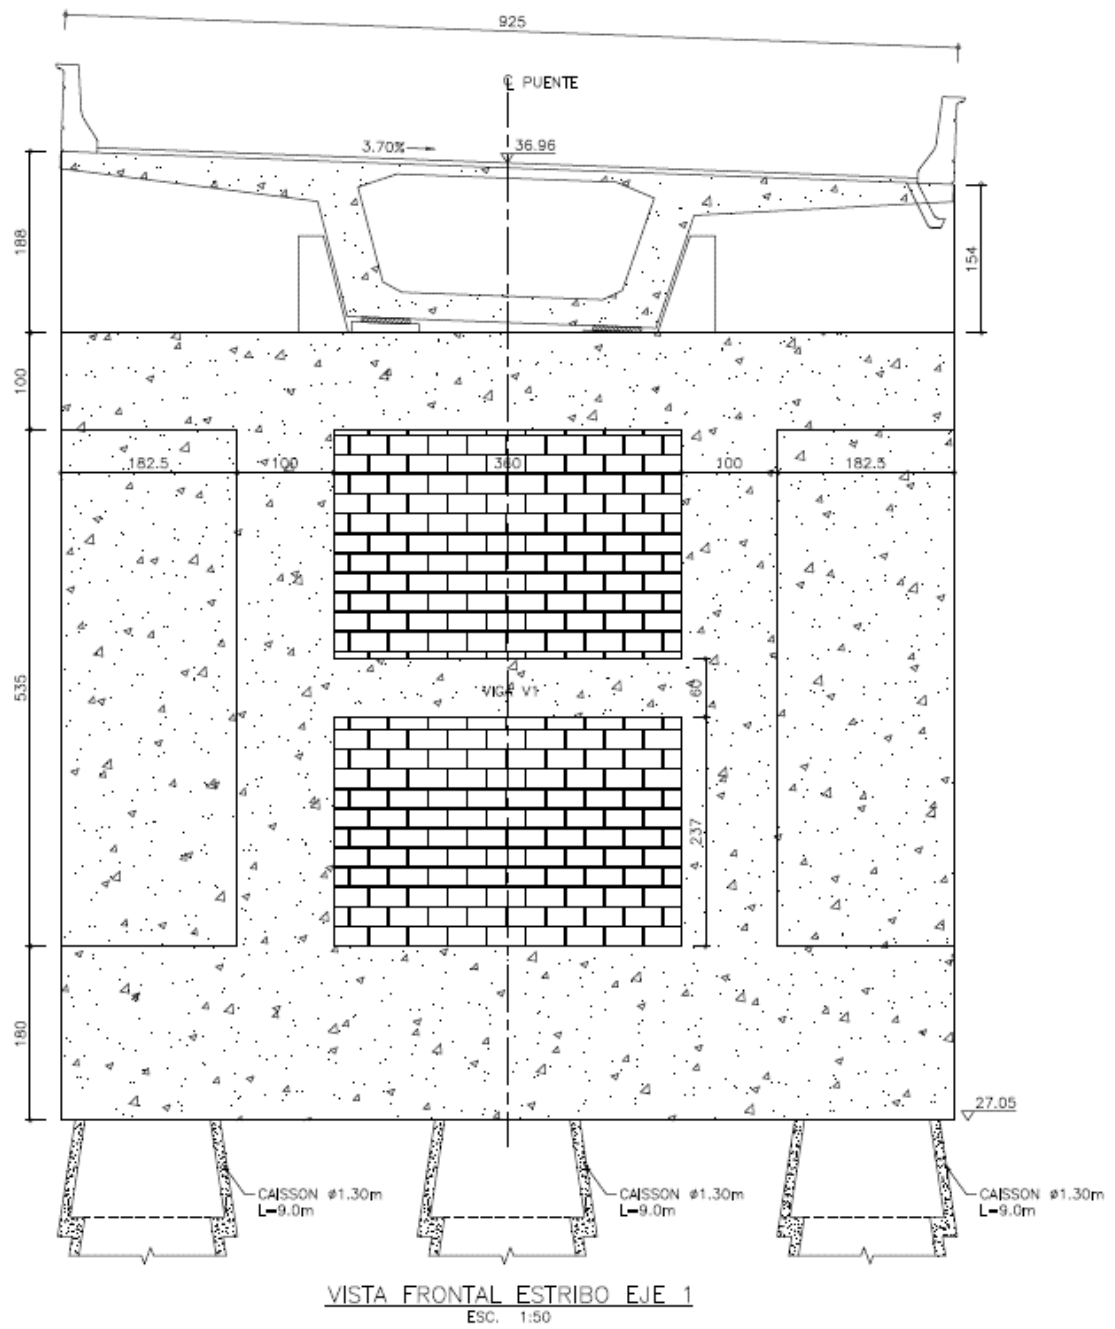 925
℄ PUENTE
3.70%
36.96
188
154
100
182.5
100
360
100
182.5
535
VIGA V1
60
237
180
27.05
CAISSON ø1.30m
L=9.0m
CAISSON ø1.30m
L=9.0m
CAISSON ø1.30m
L=9.0m
VISTA FRONTAL ESTRIBO EJE 1
ESC. 1:50